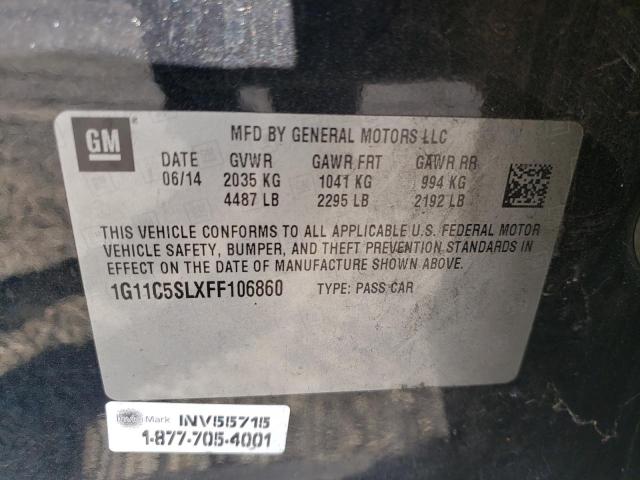 GM
MFD BY GENERAL MOTORS LLC
DATE GVWR GAWR FRT GAWR RR
06/14 2035 KG 1041 KG 994 KG
4487 LB 2295 LB 2192 LB
THIS VEHICLE CONFORMS TO ALL APPLICABLE U.S. FEDERAL MOTOR
VEHICLE SAFETY, BUMPER, AND THEFT PREVENTION STANDARDS IN
EFFECT ON THE DATE OF MANUFACTURE SHOWN ABOVE.
1G11C5SLXFF106860 TYPE: PASS CAR
Mark INV55715
1-877-705-4001